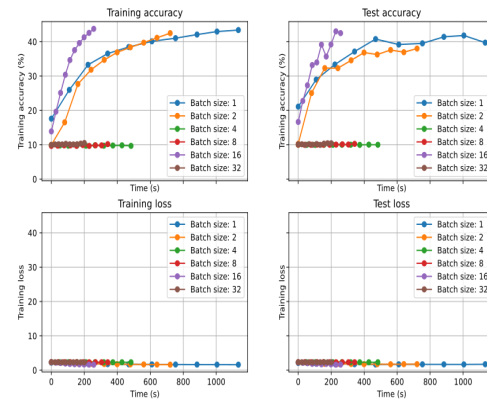 Training accuracy
Training accuracy (%)
40
30
20
10
0
Batch size: 1
Batch size: 2
Batch size: 4
Batch size: 8
Batch size: 16
Batch size: 32
0 200 400 600 800 1000
Time (s)
Test accuracy
Training accuracy (%)
40
30
20
10
0
Batch size: 1
Batch size: 2
Batch size: 4
Batch size: 8
Batch size: 16
Batch size: 32
0 200 400 600 800 1000
Time (s)
Training loss
Training loss
40
30
20
10
0
Batch size: 1
Batch size: 2
Batch size: 4
Batch size: 8
Batch size: 16
Batch size: 32
0 200 400 600 800 1000
Time (s)
Test loss
Training loss
40
30
20
10
0
Batch size: 1
Batch size: 2
Batch size: 4
Batch size: 8
Batch size: 16
Batch size: 32
0 200 400 600 800 1000
Time (s)